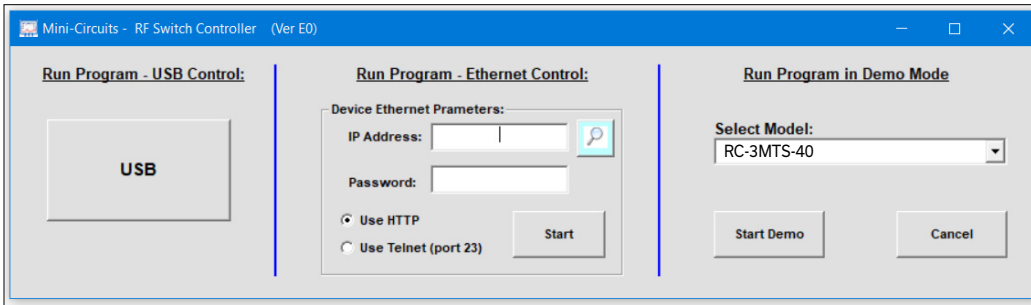 Mini-Circuits - RF Switch Controller (Ver E0)
Run Program - USB Control:
USB
Run Program - Ethernet Control:
Device Ethernet Prameters:
IP Address:
Password:
Use HTTP
Use Telnet (port 23)
Start
Run Program in Demo Mode
Select Model:
RC-3MTS-40
Start Demo
Cancel